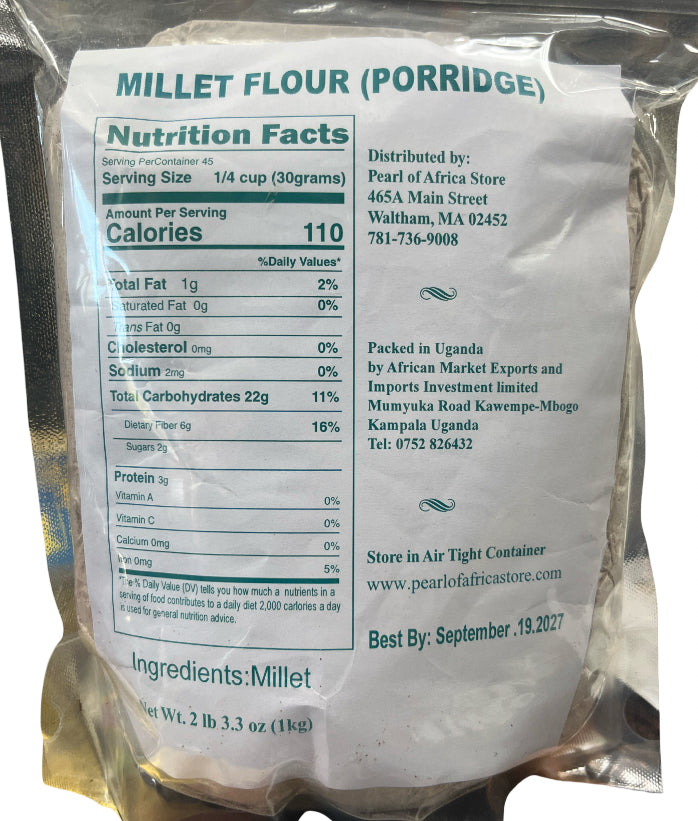 MILLET FLOUR (PORRIDGE)
Nutrition Facts
Serving PerContainer 45
Serving Size 1/4 cup (30grams)
Amount Per Serving
Calories 110
%Daily Values*
Total Fat 1g 2%
Saturated Fat 0g 0%
Trans Fat 0g
Cholesterol 0mg 0%
Sodium 2mg 0%
Total Carbohydrates 22g 11%
Dietary Fiber 6g 16%
Sugars 2g
Protein 3g
Vitamin A 0%
Vitamin C 0%
Calcium 0mg 0%
Iron 0mg 5%
*The % Daily Value (DV) tells you how much a nutrients in a
serving of food contributes to a daily diet 2,000 carlories a day
is used for general nutrition advice.
Ingredients:Millet
Net Wt. 2 lb 3.3 oz (1kg)
Distributed by:
Pearl of Africa Store
465A Main Street
Waltham, MA 02452
781-736-9008
Packed in Uganda
by African Market Exports and
Imports Investment limited
Mumyuka Road Kawempe-Mbogo
Kampala Uganda
Tel: 0752 826432
Store in Air Tight Container
www.pearlofafricastore.com
Best By: September .19.2027